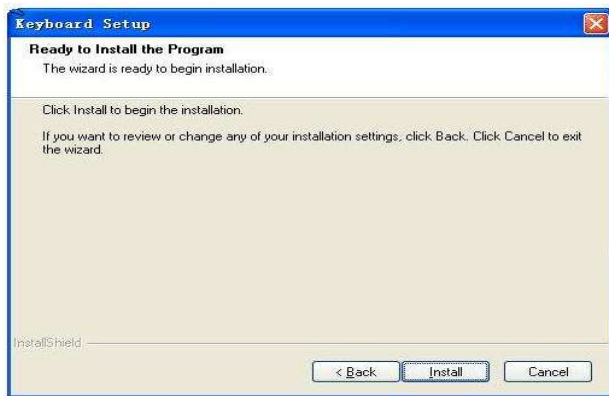 Keyboard Setup
Ready to Install the Program
The wizard is ready to begin installation.
Click Install to begin the installation.
If you want to review or change any of your installation settings, click Back. Click Cancel to exit
the wizard.
InstallShield
< Back
Install
Cancel